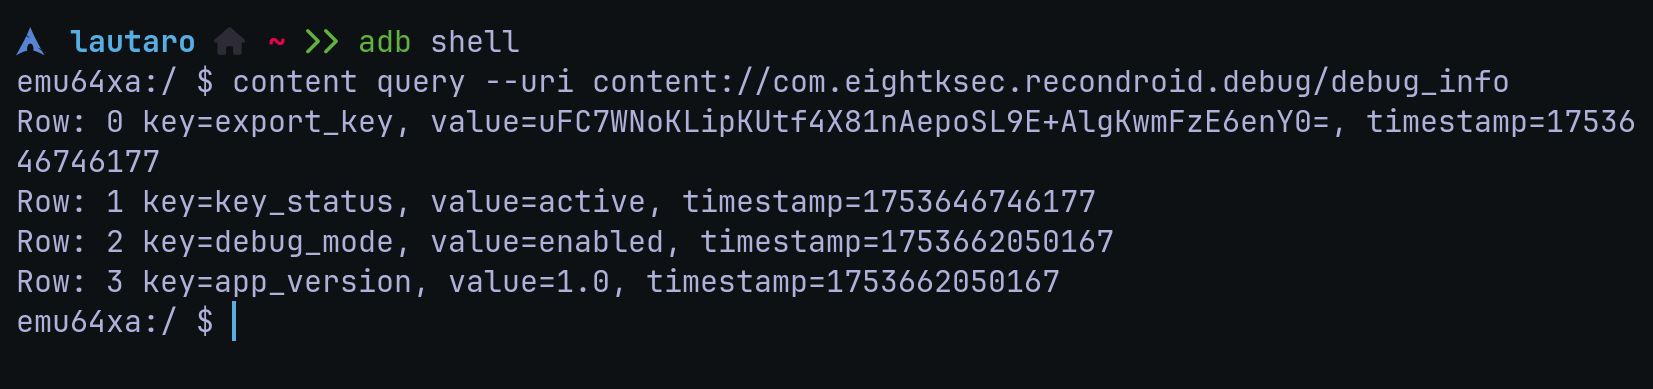 lautaro ~ >> adb shell
emu64xa:/ $ content query --uri content://com.eightksec.recondroid.debug/debug_info
Row: 0 key=export_key, value=uFC7WNoKLipKUtf4X81nAepoSL9E+AlgKwmFzE6enY0=, timestamp=17536
46746177
Row: 1 key=key_status, value=active, timestamp=1753646746177
Row: 2 key=debug_mode, value=enabled, timestamp=1753662050167
Row: 3 key=app_version, value=1.0, timestamp=1753662050167
emu64xa:/ $